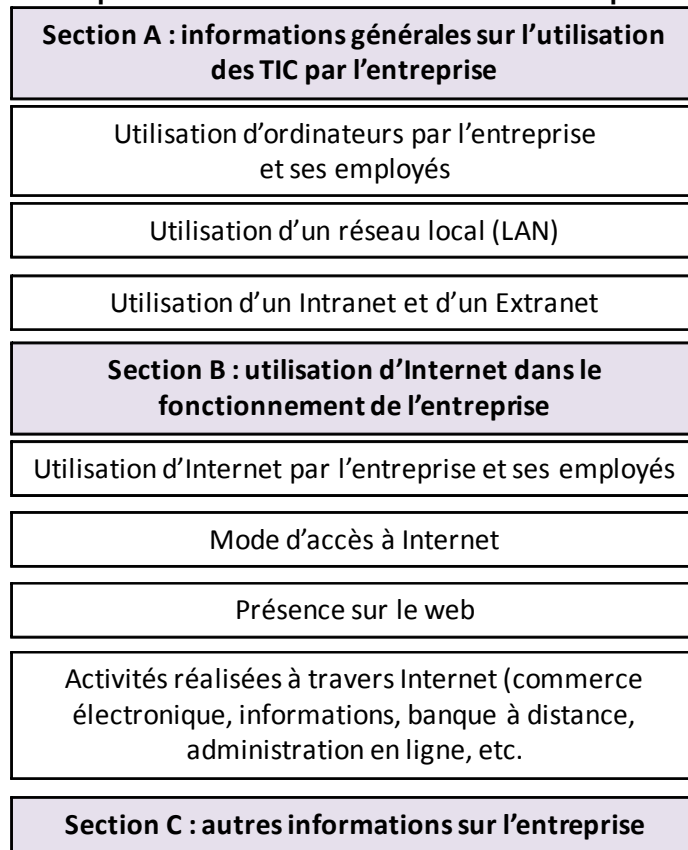 Section A : informations générales sur l’utilisation
des TIC par l’entreprise
Utilisation d’ordinateurs par l’entreprise
et ses employés
Utilisation d’un réseau local (LAN)
Utilisation d’un Intranet et d’un Extranet
Section B : utilisation d’Internet dans le
fonctionnement de l’entreprise
Utilisation d’Internet par l’entreprise et ses employés
Mode d’accès à Internet
Présence sur le web
Activités réalisées à travers Internet (commerce
électronique, informations, banque à distance,
administration en ligne, etc.
Section C : autres informations sur l’entreprise